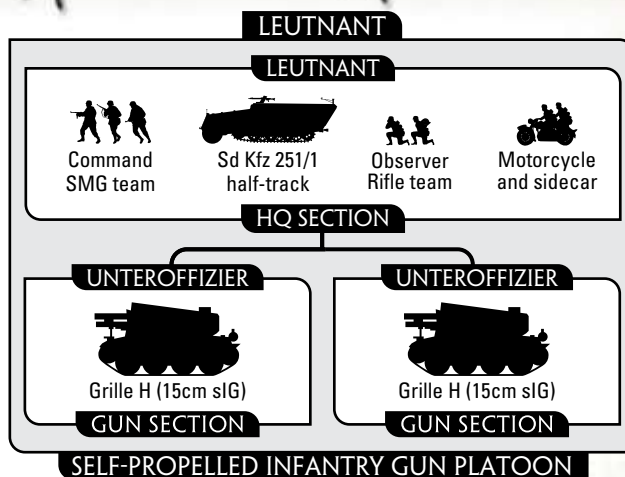 LEUTNANT
LEUTNANT
Command
SMG team
Sd Kfz 251/1
half-track
Observer
Rifle team
Motorcycle
and sidecar
HQ SECTION
UNTEROFFIZIER
UNTEROFFIZIER
Grille H (15cm sIG)
Grille H (15cm sIG)
GUN SECTION
GUN SECTION
SELF-PROPELLED INFANTRY GUN PLATOON